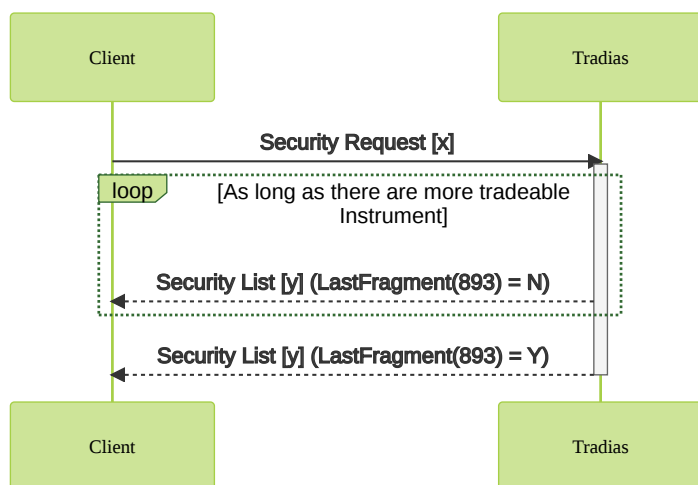 Client
Tradias
Security Request [x]
loop
[As long as there are more tradeable
Instrument]
Security List [y] (LastFragment(893) = N)
Security List [y] (LastFragment(893) = Y)
Client
Tradias